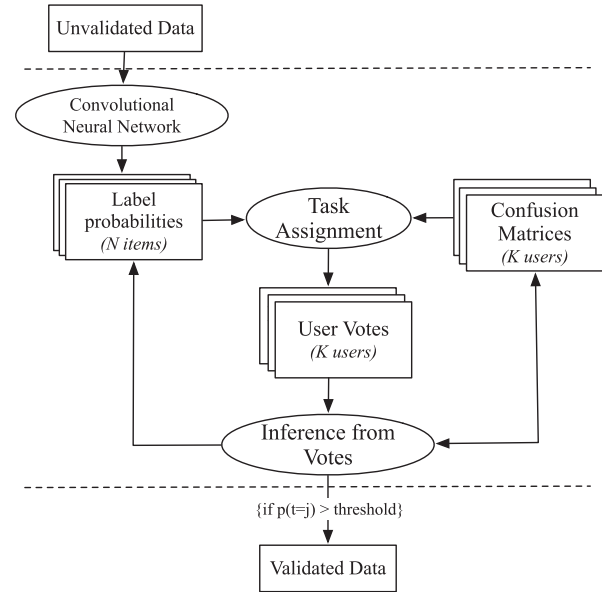 Unvalidated Data
Convolutional
Neural Network
Label
probabilities
(N items)
Task
Assignment
Confusion
Matrices
(K users)
User Votes
(K users)
Inference from
Votes
{if p(t=j) > threshold}
Validated Data